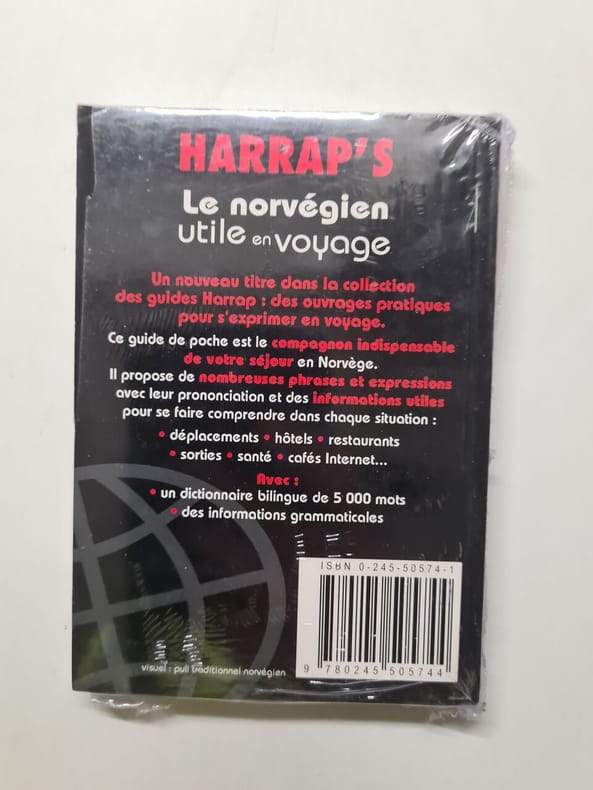 HARRAP'S
Le norvégien
utile en voyage
Un nouveau titre dans la collection
des guides Harrap : des ouvrages pratiques
pour s'exprimer en voyage.
Ce guide de poche est le compagnon indispensable
de votre séjour en Norvège.
Il propose de nombreuses phrases et expressions
avec leur prononciation et des informations utiles
pour se faire comprendre dans chaque situation :
• déplacements • hôtels • restaurants
• sorties • santé • cafés Internet...
Avec :
• un dictionnaire bilingue de 5 000 mots
• des informations grammaticales
ISBN 0-245-50574-1
9 780245 505744
visuel : pull traditionnel norvégien